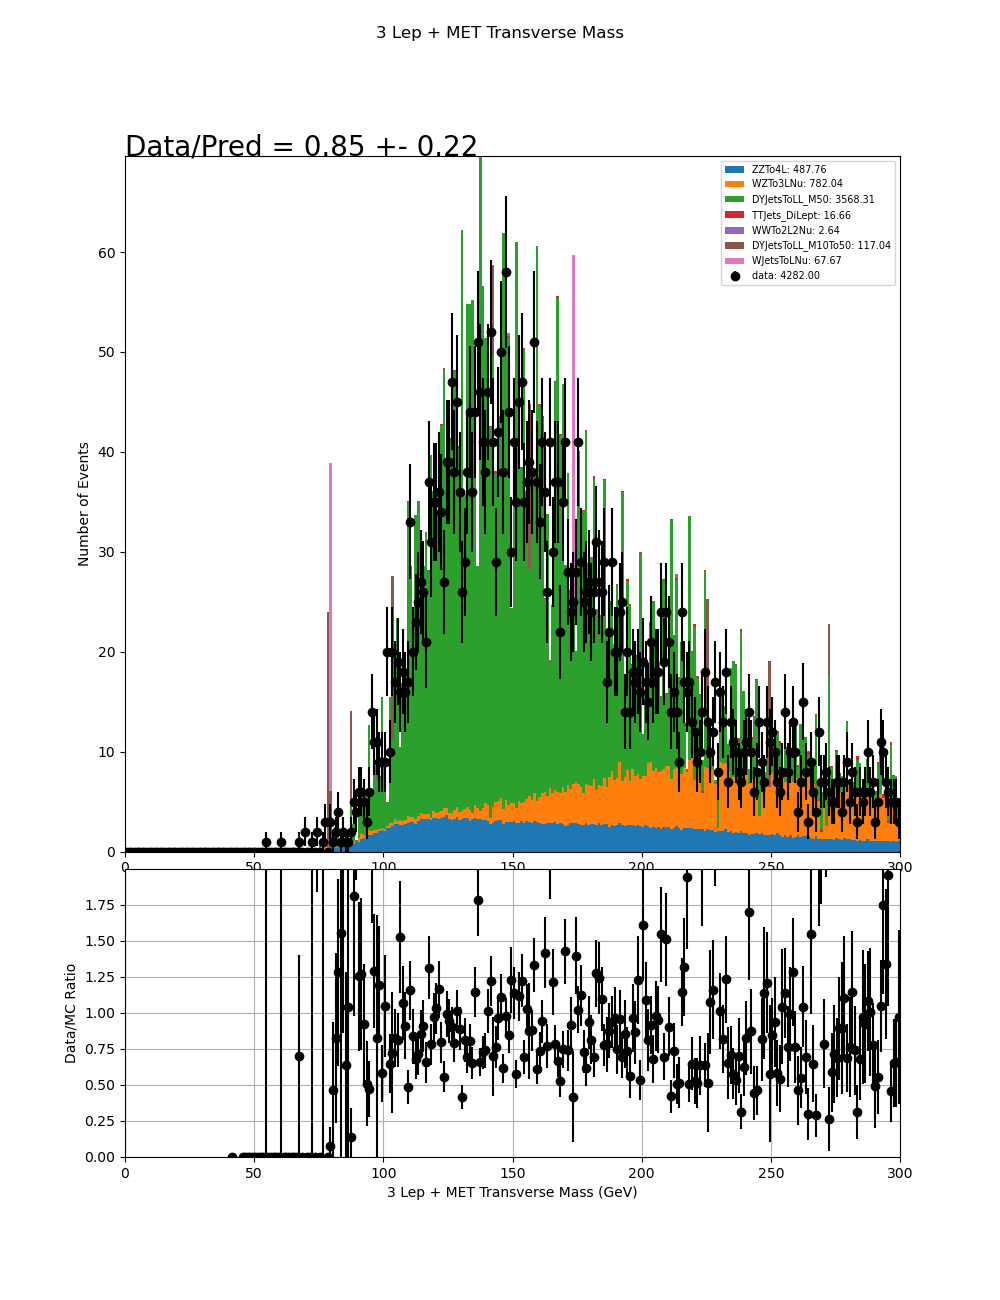 3 Lep + MET Transverse Mass
Data/Pred = 0.85 +- 0.22
ZZTo4L: 487.76
WZTo3LNu: 782.04
DYJetsToLL_M50: 3568.31
TTJets_DiLept: 16.66
WWTo2L2Nu: 2.64
DYJetsToLL_M10To50: 117.04
WJetsToLNu: 67.67
data: 4282.00
Number of Events
60
50
40
30
20
10
0
0 50 100 150 200 250 300
Data/MC Ratio
1.75
1.50
1.25
1.00
0.75
0.50
0.25
0.00
0 50 100 150 200 250 300
3 Lep + MET Transverse Mass (GeV)